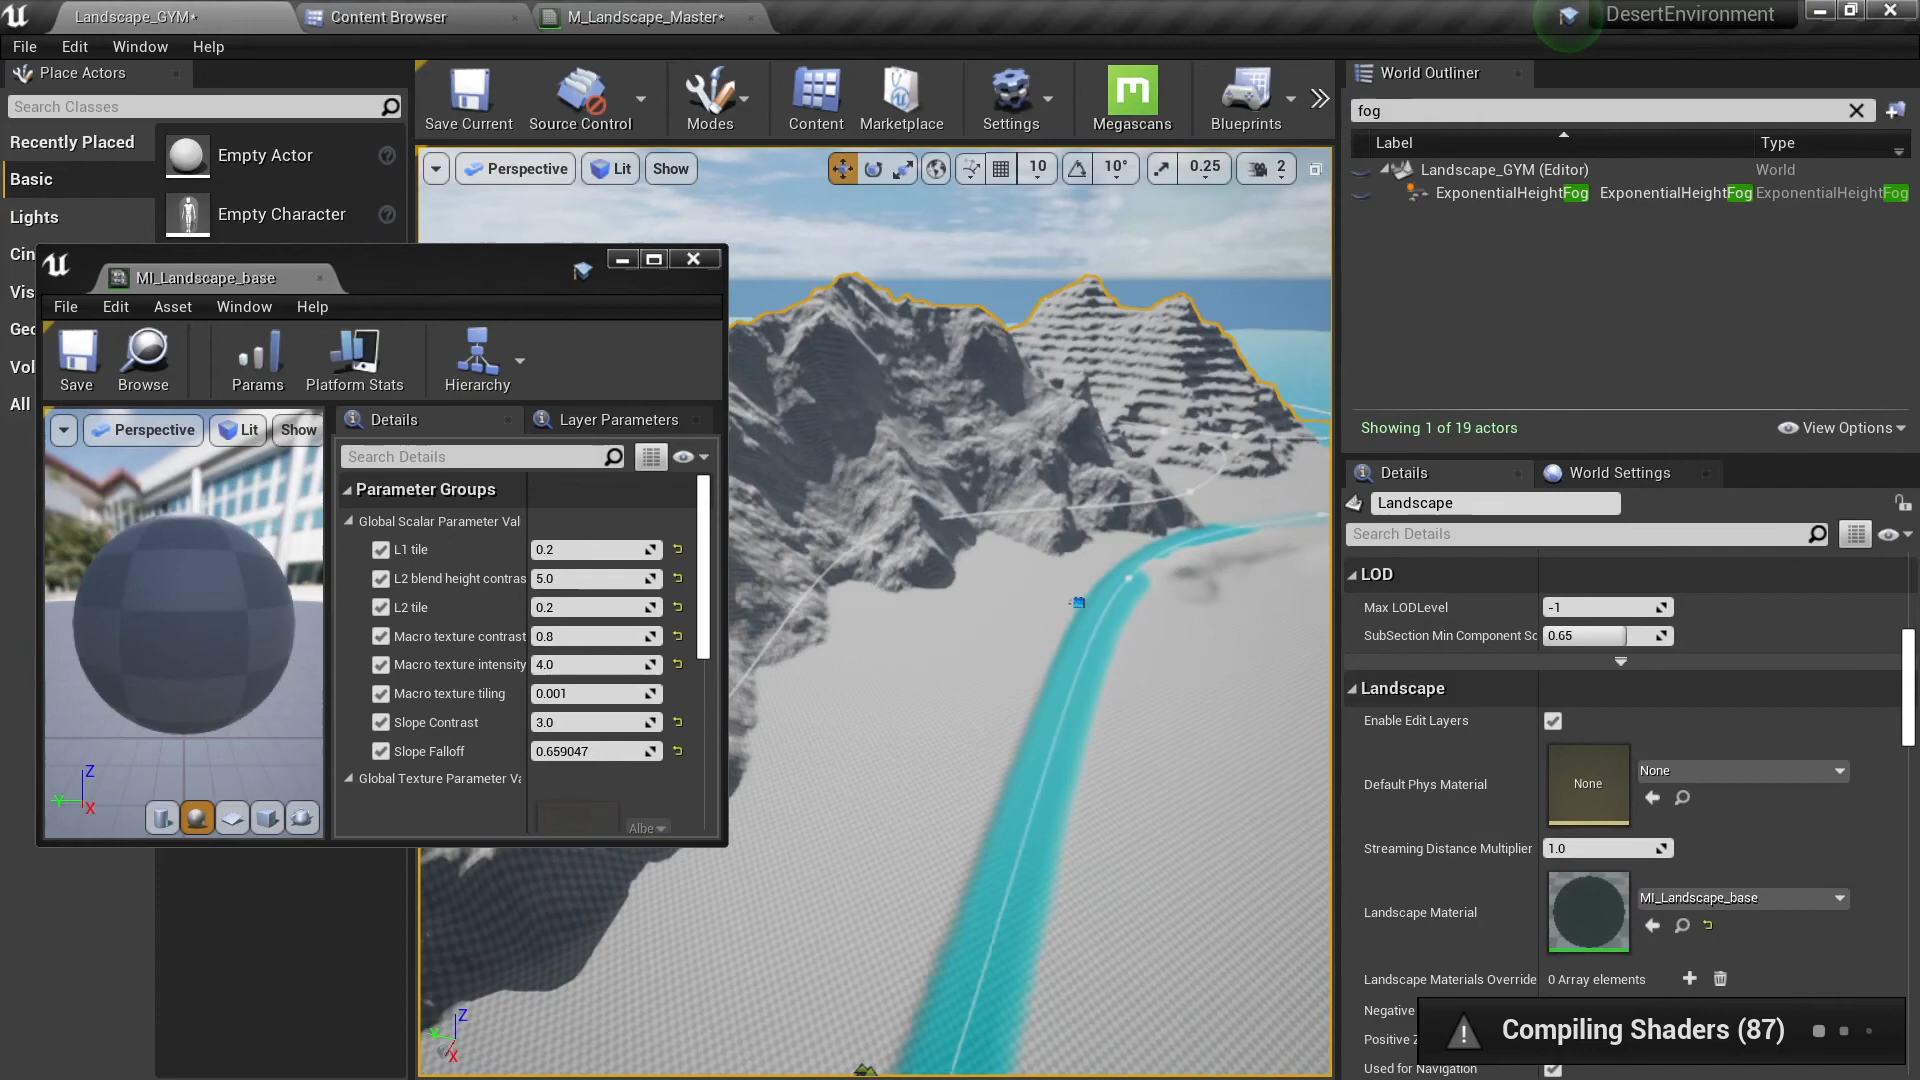 Landscape_GYM*
Content Browser
M_Landscape_Master*
DesertEnvironment
File Edit Window Help
Place Actors
Search Classes
Recently Placed
Basic
Lights
Cin
Vis
Geo
Vol
All
Empty Actor
Empty Character
Save Current
Source Control
Modes
Content
Marketplace
Settings
Megascans
Blueprints
Perspective
Lit
Show
10
10°
0.25
2
World Outliner
fog
Label
Type
Landscape_GYM (Editor)
World
ExponentialHeightFog
ExponentialHeightFog
ExponentialHeightFog
Showing 1 of 19 actors
View Options
MI_Landscape_base
File Edit Asset Window Help
Save
Browse
Params
Platform Stats
Hierarchy
Perspective
Lit
Show
Z
Y
X
Details
Layer Parameters
Search Details
Parameter Groups
Global Scalar Parameter Val
L1 tile 0.2
L2 blend height contras 5.0
L2 tile 0.2
Macro texture contrast 0.8
Macro texture intensity 4.0
Macro texture tiling 0.001
Slope Contrast 3.0
Slope Falloff 0.659047
Global Texture Parameter Va
Albe
Z
Y
X
Details
World Settings
Landscape
Search Details
LOD
Max LODLevel -1
SubSection Min Component Sc 0.65
Landscape
Enable Edit Layers
Default Phys Material
None
None
Streaming Distance Multiplier 1.0
Landscape Material
MI_Landscape_base
Landscape Materials Override 0 Array elements
Negative
Positive Z
Used for Navigation
Compiling Shaders (87)